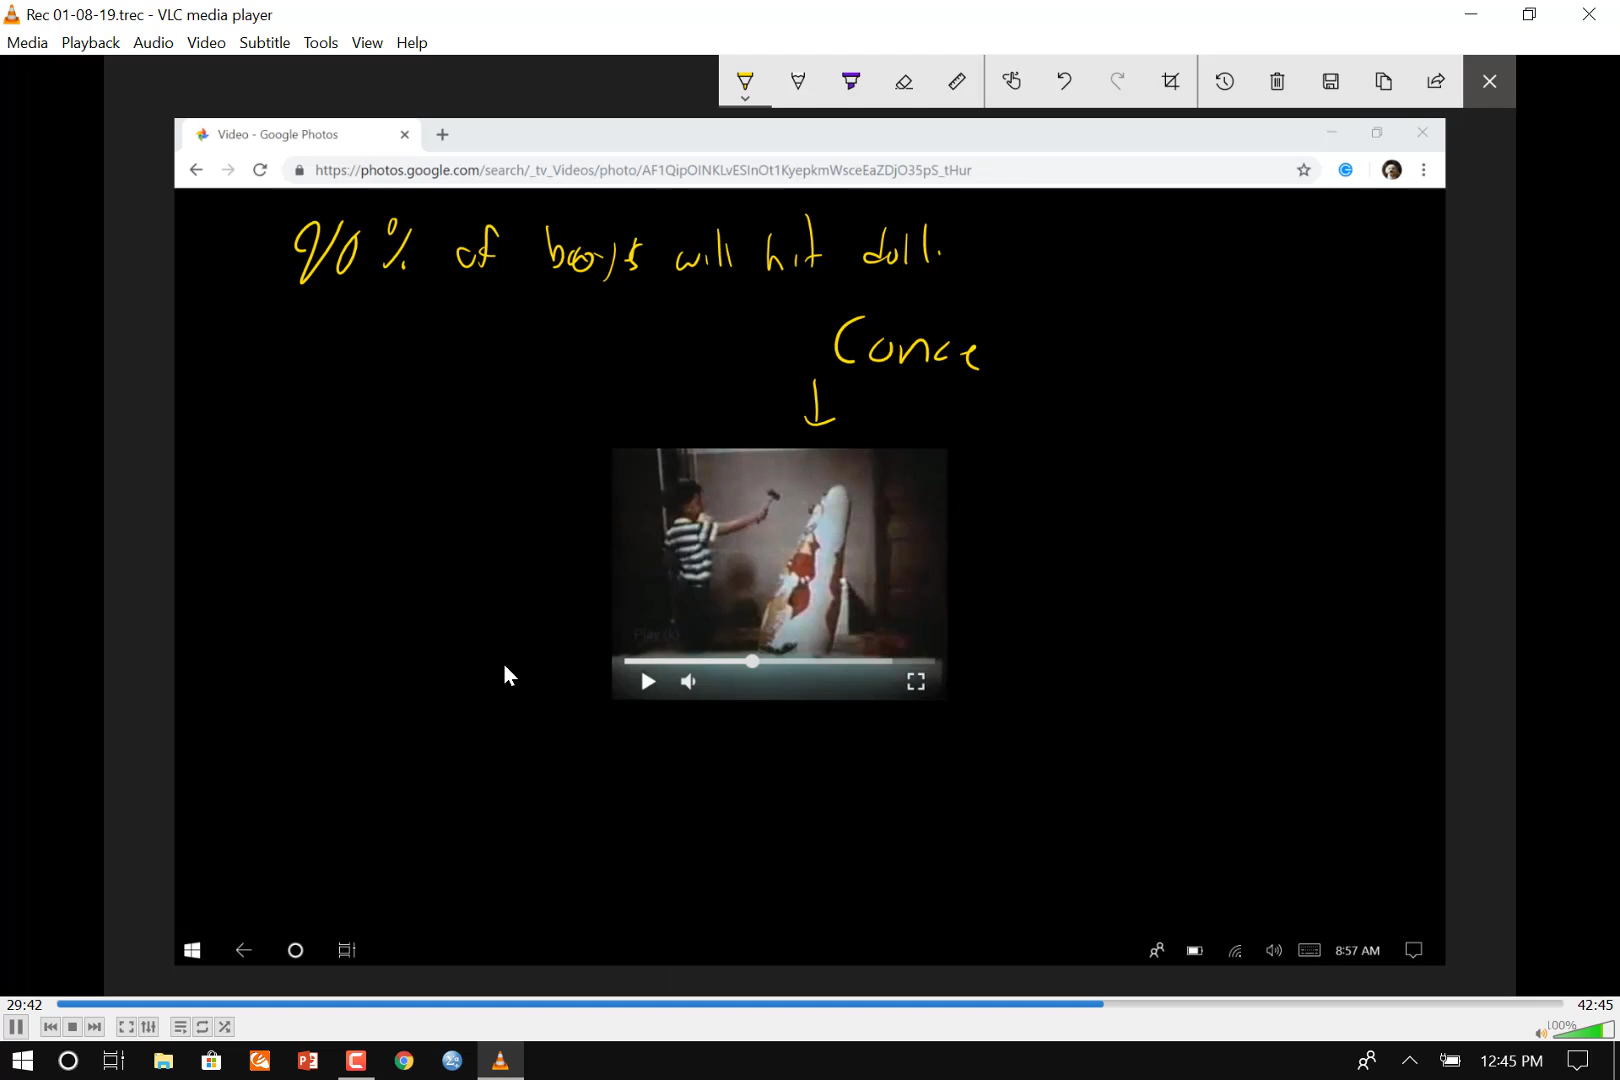 Rec 01-08-19.trec - VLC media player
Media Playback Audio Video Subtitle Tools View Help
Video - Google Photos
https://photos.google.com/search/_tv_Videos/photo/AF1QipOINKLvESInOt1KyepkmWsceEaZDjO35pS_tHur
90% of boys will hit doll.
Conce
Play (k)
8:57 AM
29:42
42:45
100%
12:45 PM